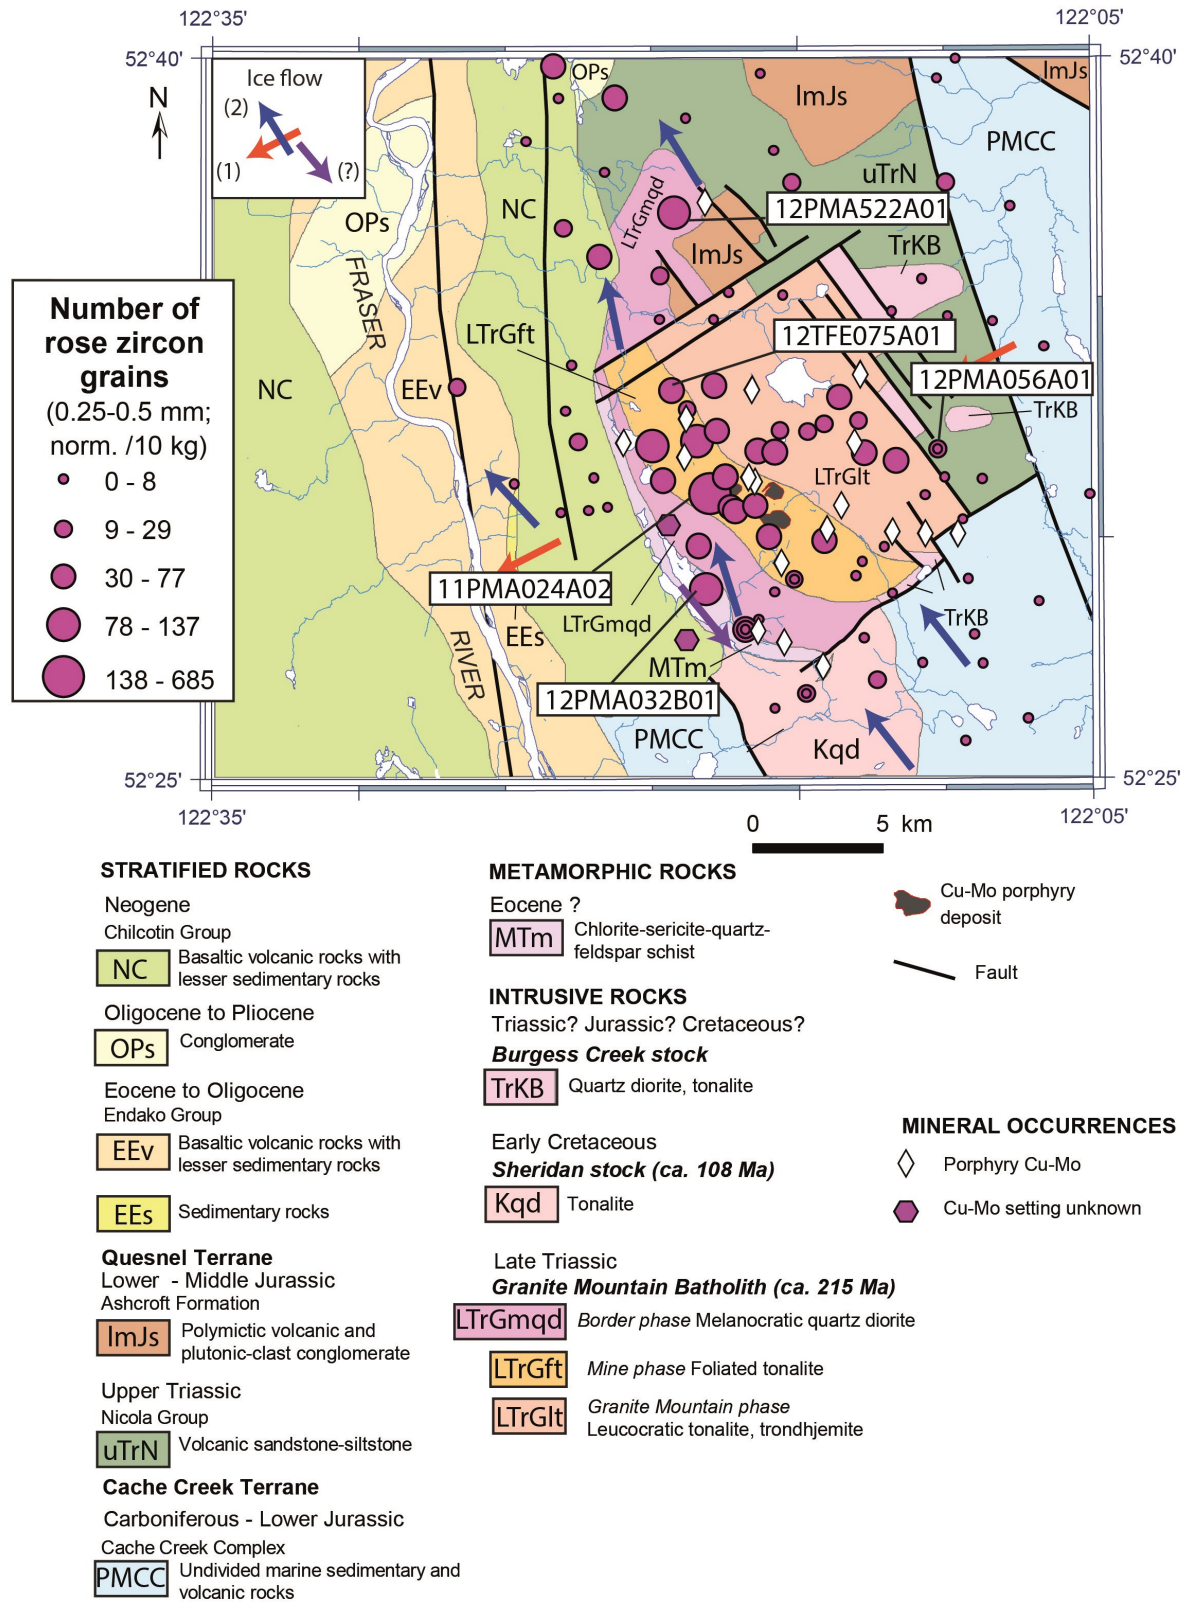 122°35'
122°05'
52°40'
52°40'
N
Ice flow
(2)
(1)
(?)
OPs
lmJs
lmJs
PMCC
uTrN
OPs
NC
LTrGmqd
12PMA522A01
TrKB
lmJs
FRASER
Number of
rose zircon
grains
(0.25-0.5 mm;
norm. /10 kg)
0 - 8
9 - 29
30 - 77
78 - 137
138 - 685
LTrGft
12TFE075A01
12PMA056A01
NC
EEv
TrKB
LTrGlt
11PMA024A02
LTrGmqd
EEs
TrKB
RIVER
MTm
12PMA032B01
PMCC
Kqd
52°25'
52°25'
122°35'
122°05'
0 5 km
STRATIFIED ROCKS
Neogene
Chilcotin Group
NC Basaltic volcanic rocks with
lesser sedimentary rocks
Oligocene to Pliocene
OPs Conglomerate
Eocene to Oligocene
Endako Group
EEv Basaltic volcanic rocks with
lesser sedimentary rocks
EEs Sedimentary rocks
Quesnel Terrane
Lower - Middle Jurassic
Ashcroft Formation
lmJs Polymictic volcanic and
plutonic-clast conglomerate
Upper Triassic
Nicola Group
uTrN Volcanic sandstone-siltstone
Cache Creek Terrane
Carboniferous - Lower Jurassic
Cache Creek Complex
PMCC Undivided marine sedimentary and
volcanic rocks
METAMORPHIC ROCKS
Eocene ?
MTm Chlorite-sericite-quartz-
feldspar schist
INTRUSIVE ROCKS
Triassic? Jurassic? Cretaceous?
Burgess Creek stock
TrKB Quartz diorite, tonalite
Early Cretaceous
Sheridan stock (ca. 108 Ma)
Kqd Tonalite
Late Triassic
Granite Mountain Batholith (ca. 215 Ma)
LTrGmqd Border phase Melanocratic quartz diorite
LTrGft Mine phase Foliated tonalite
LTrGlt Granite Mountain phase
Leucocratic tonalite, trondhjemite
Cu-Mo porphyry
deposit
Fault
MINERAL OCCURRENCES
Porphyry Cu-Mo
Cu-Mo setting unknown